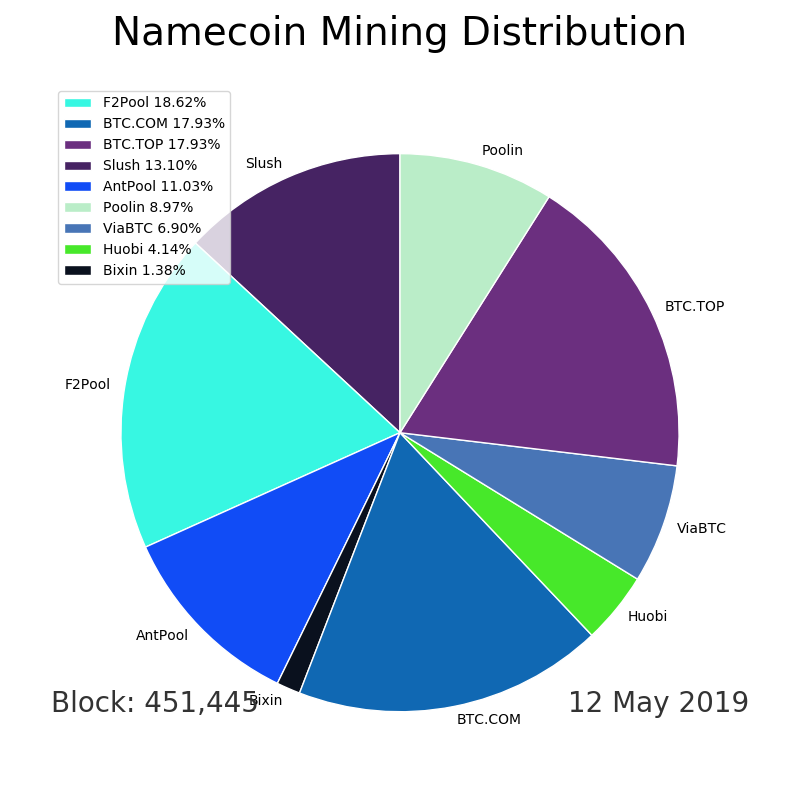 Namecoin Mining Distribution
F2Pool 18.62%
BTC.COM 17.93%
BTC.TOP 17.93%
Slush 13.10%
AntPool 11.03%
Poolin 8.97%
ViaBTC 6.90%
Huobi 4.14%
Bixin 1.38%
Slush
Poolin
BTC.TOP
F2Pool
ViaBTC
Huobi
AntPool
Bixin
BTC.COM
Block: 451,445
12 May 2019